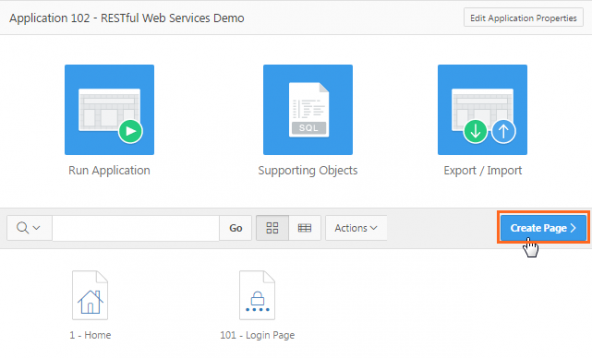 Application 102 - RESTful Web Services Demo
Edit Application Properties
SQL
Run Application
Supporting Objects
Export / Import
Go
Actions
Create Page
1 - Home
101 - Login Page